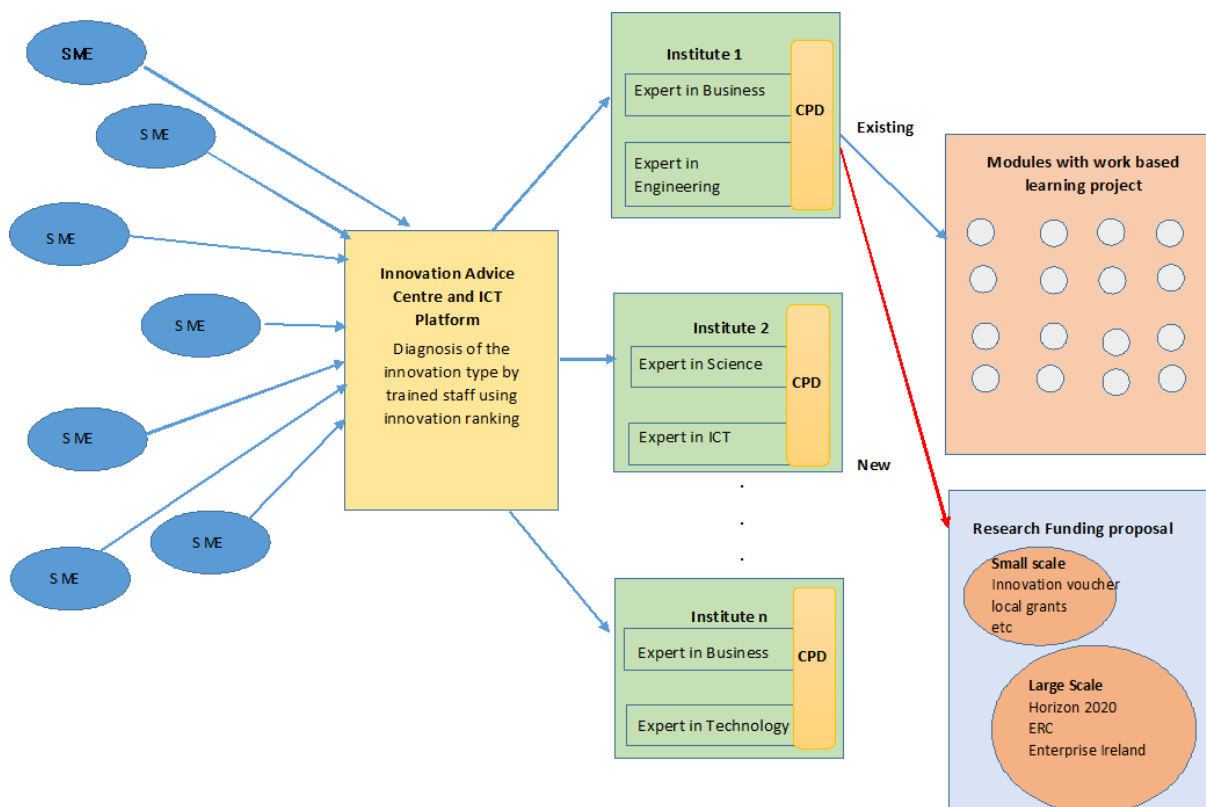 SME
SME
SME
SME
SME
SME
SME
Innovation Advice
Centre and ICT
Platform
Diagnosis of the
innovation type by
trained staff using
innovation ranking
Institute 1
Expert in Business
Expert in
Engineering
CPD
Institute 2
Expert in Science
Expert in ICT
CPD
.
.
.
Institute n
Expert in Business
Expert in Technology
CPD
Existing
New
Modules with work based
learning project
Research Funding proposal
Small scale
Innovation voucher
local grants
etc
Large Scale
Horizon 2020
ERC
Enterprise Ireland